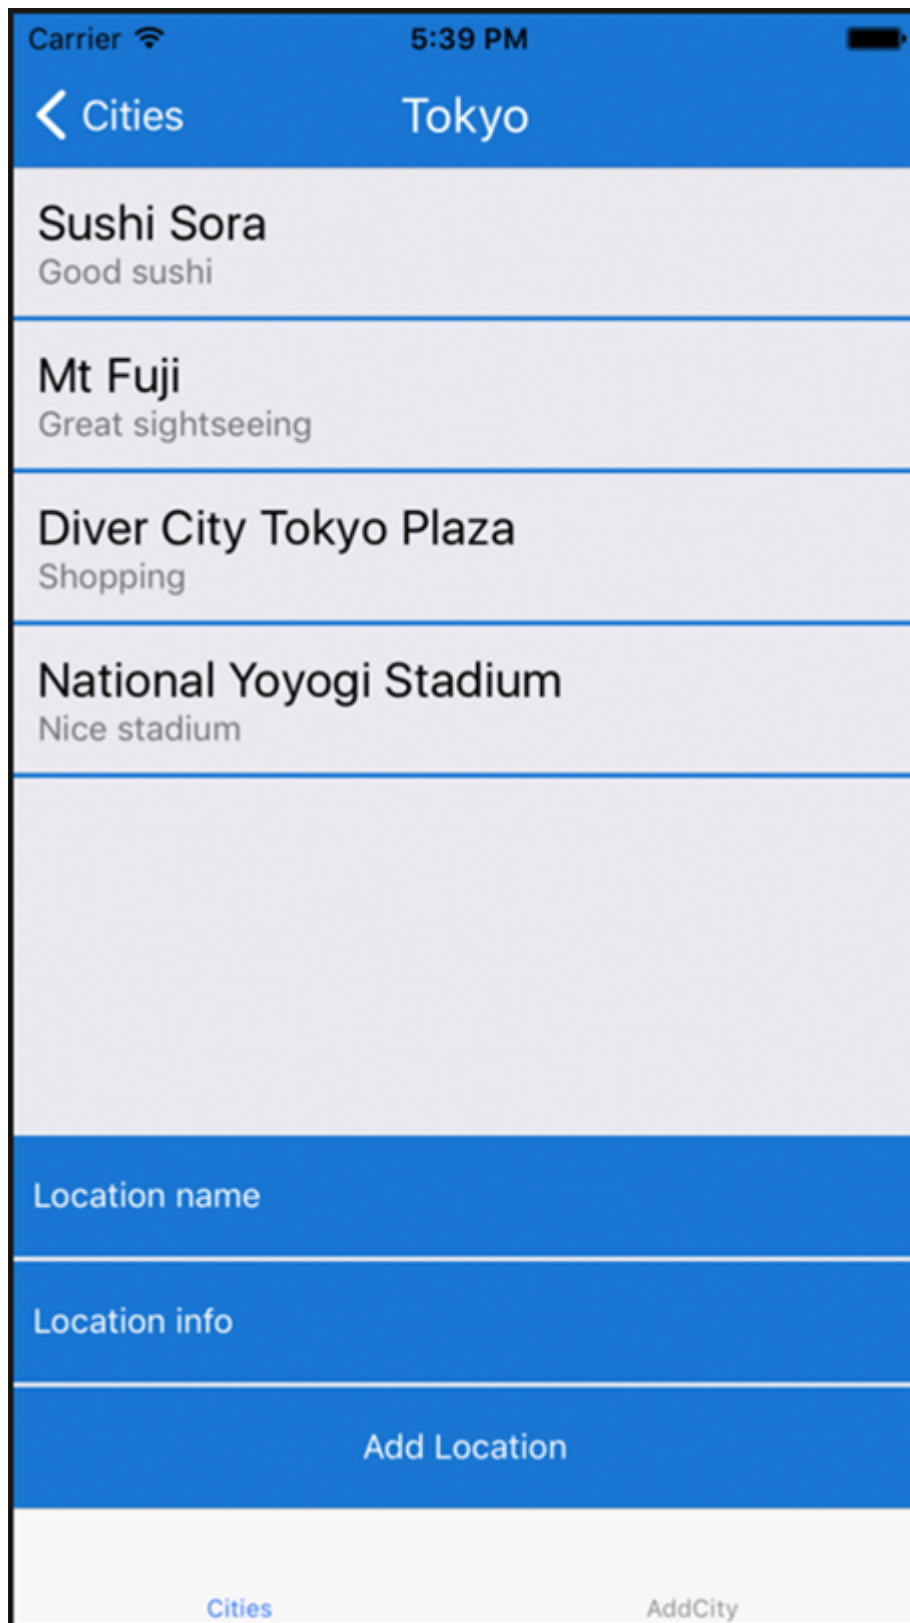 Carrier 5:39 PM
Cities Tokyo
Sushi Sora
Good sushi
Mt Fuji
Great sightseeing
Diver City Tokyo Plaza
Shopping
National Yoyogi Stadium
Nice stadium
Location name
Location info
Add Location
Cities AddCity